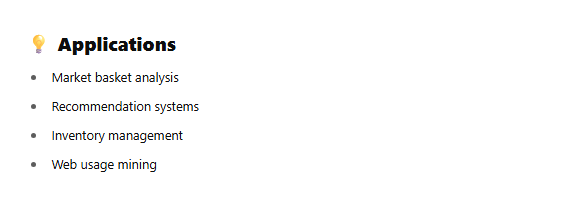 💡 Applications
• Market basket analysis
• Recommendation systems
• Inventory management
• Web usage mining